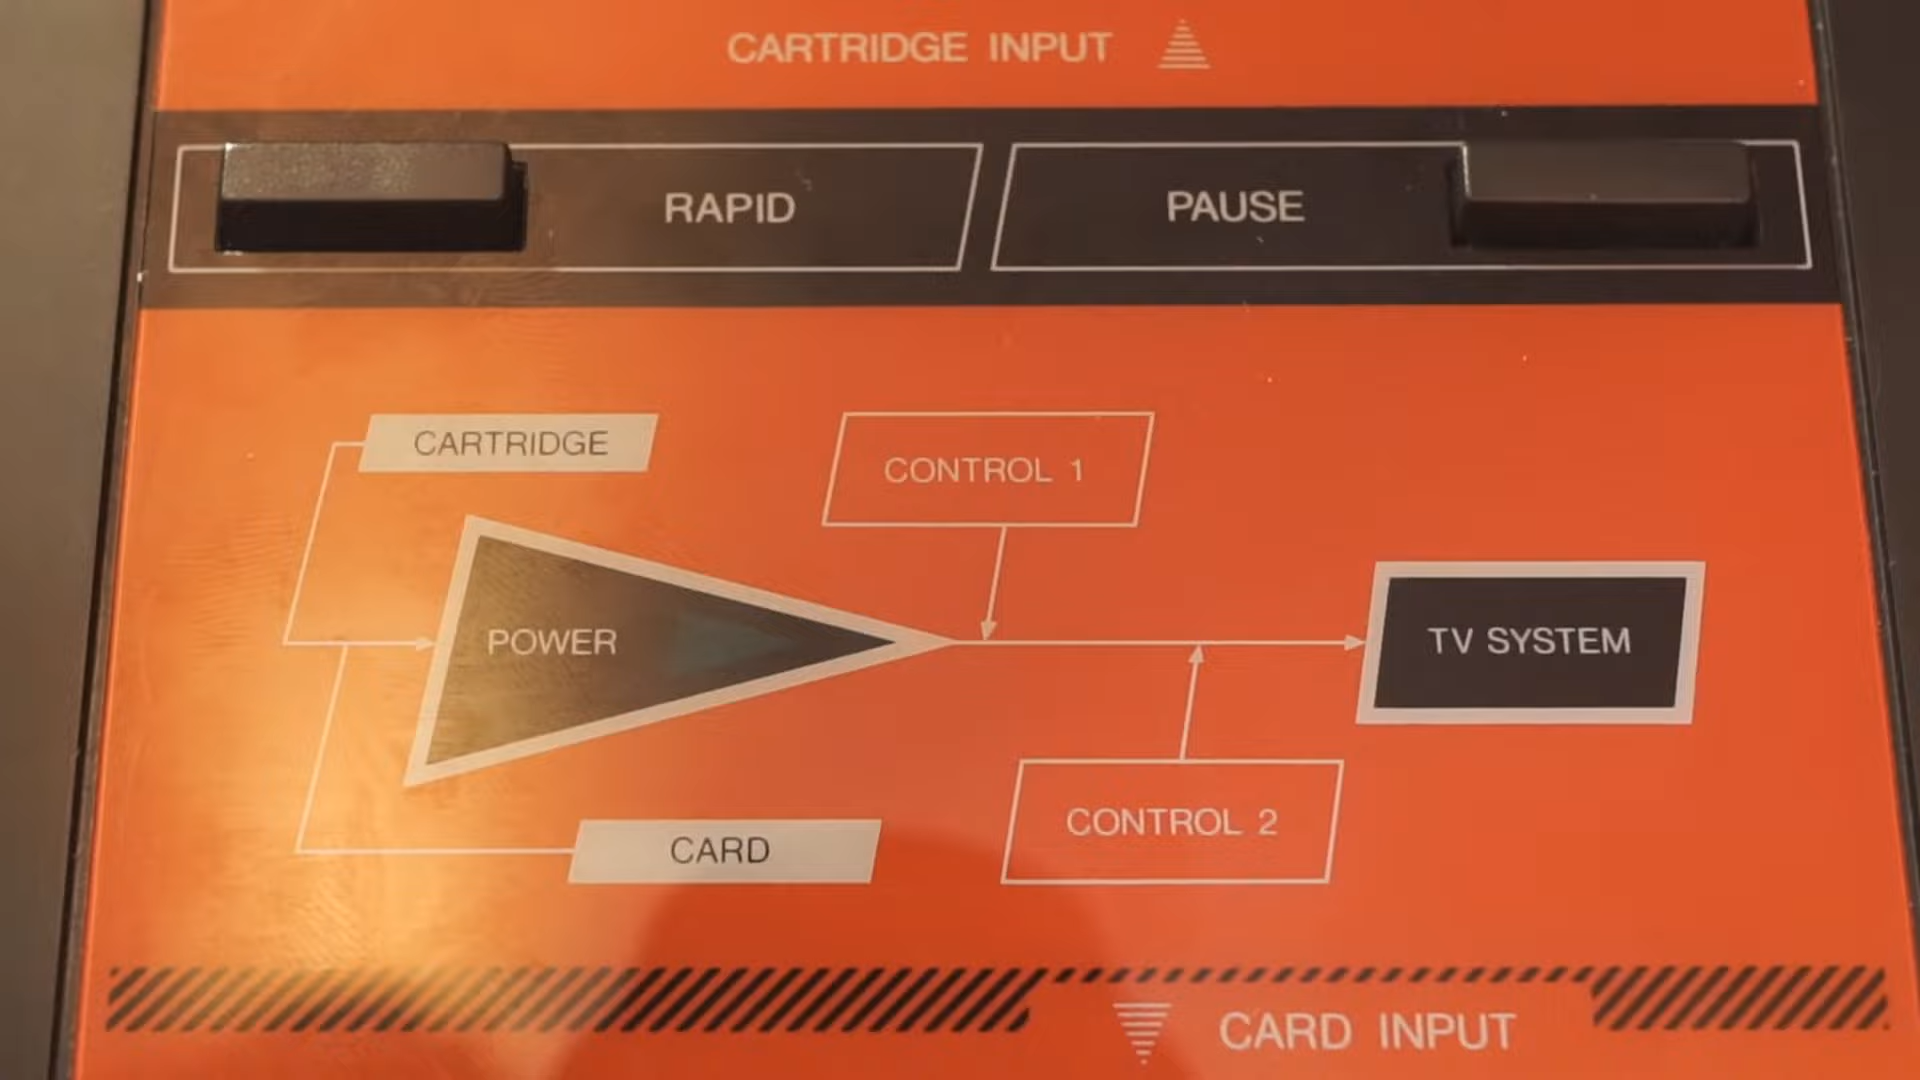 CARTRIDGE INPUT
RAPID
PAUSE
CARTRIDGE
CONTROL 1
POWER
TV SYSTEM
CONTROL 2
CARD
CARD INPUT